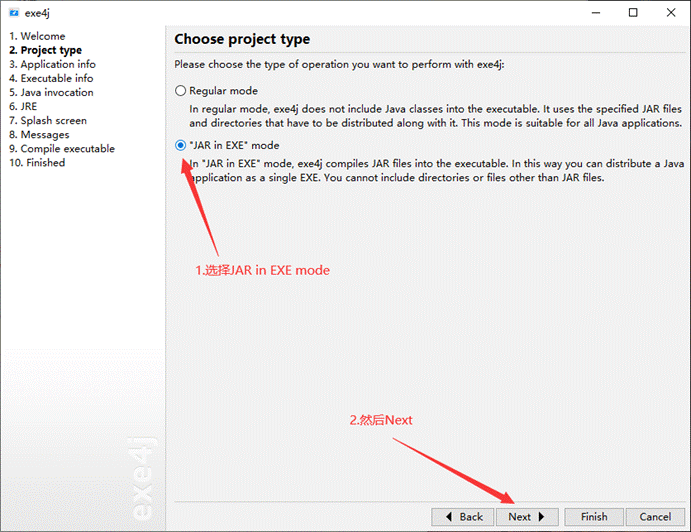 exe4j
1. Welcome
2. Project type
3. Application info
4. Executable info
5. Java invocation
6. JRE
7. Splash screen
8. Messages
9. Compile executable
10. Finished
exe4j
Choose project type
Please choose the type of operation you want to perform with exe4j:
Regular mode
In regular mode, exe4j does not include Java classes into the executable. It uses the specified JAR files
and directories that have to be distributed along with it. This mode is suitable for all Java applications.
"JAR in EXE" mode
In "JAR in EXE" mode, exe4j compiles JAR files into the executable. In this way you can distribute a Java
application as a single EXE. You cannot include directories or files other than JAR files.
1.选择JAR in EXE mode
2.然后Next
Back
Next
Finish
Cancel